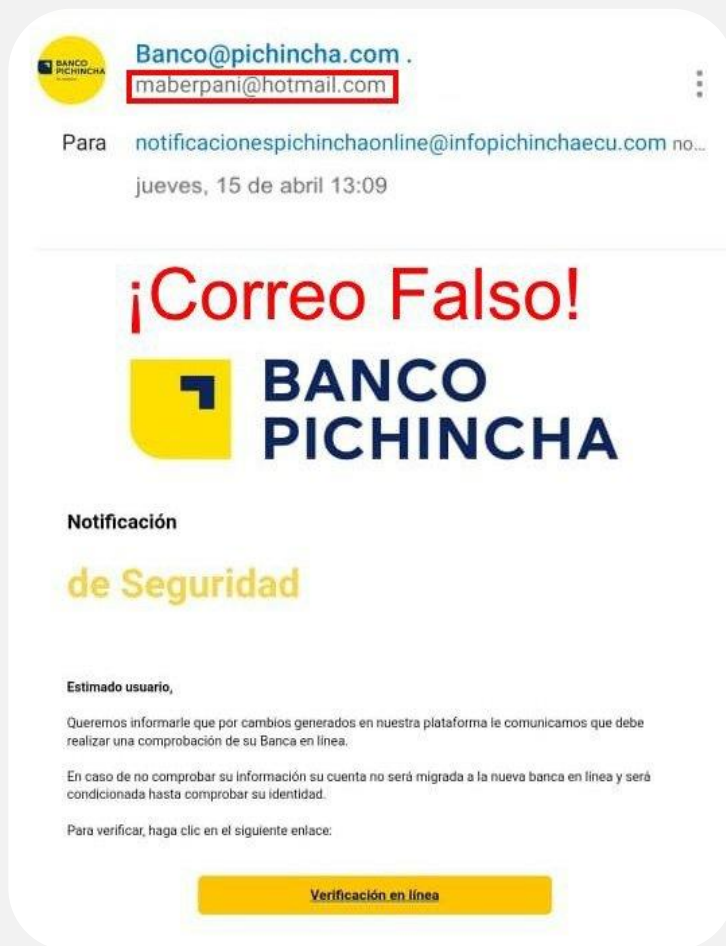 BANCO
PICHINCHA
Banco@pichincha.com .
maberpani@hotmail.com
Para notificacionespichinchaonline@infopichinchaecu.com no…
jueves, 15 de abril 13:09
¡Correo Falso!
BANCO
PICHINCHA
Notificación
de Seguridad
Estimado usuario,
Queremos informarle que por cambios generados en nuestra plataforma le comunicamos que debe
realizar una comprobación de su Banca en línea.
En caso de no comprobar su información su cuenta no será migrada a la nueva banca en línea y será
condicionada hasta comprobar su identidad.
Para verificar, haga clic en el siguiente enlace:
Verificación en línea